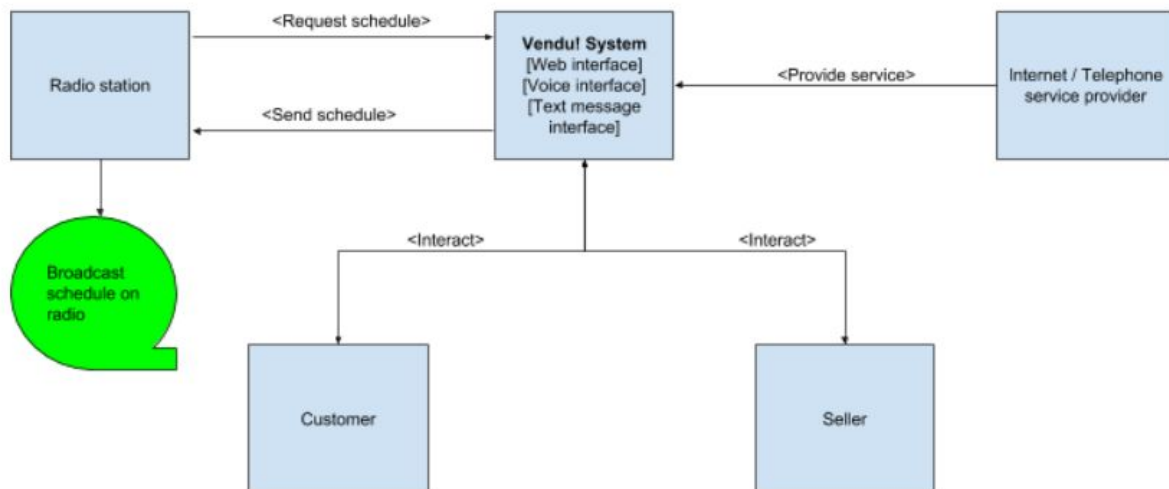 <Request schedule>
Radio station
<Send schedule>
Vendu! System
[Web interface]
[Voice interface]
[Text message
interface]
<Provide service>
Internet / Telephone
service provider
Broadcast
schedule on
radio
<Interact>
<Interact>
Customer
Seller